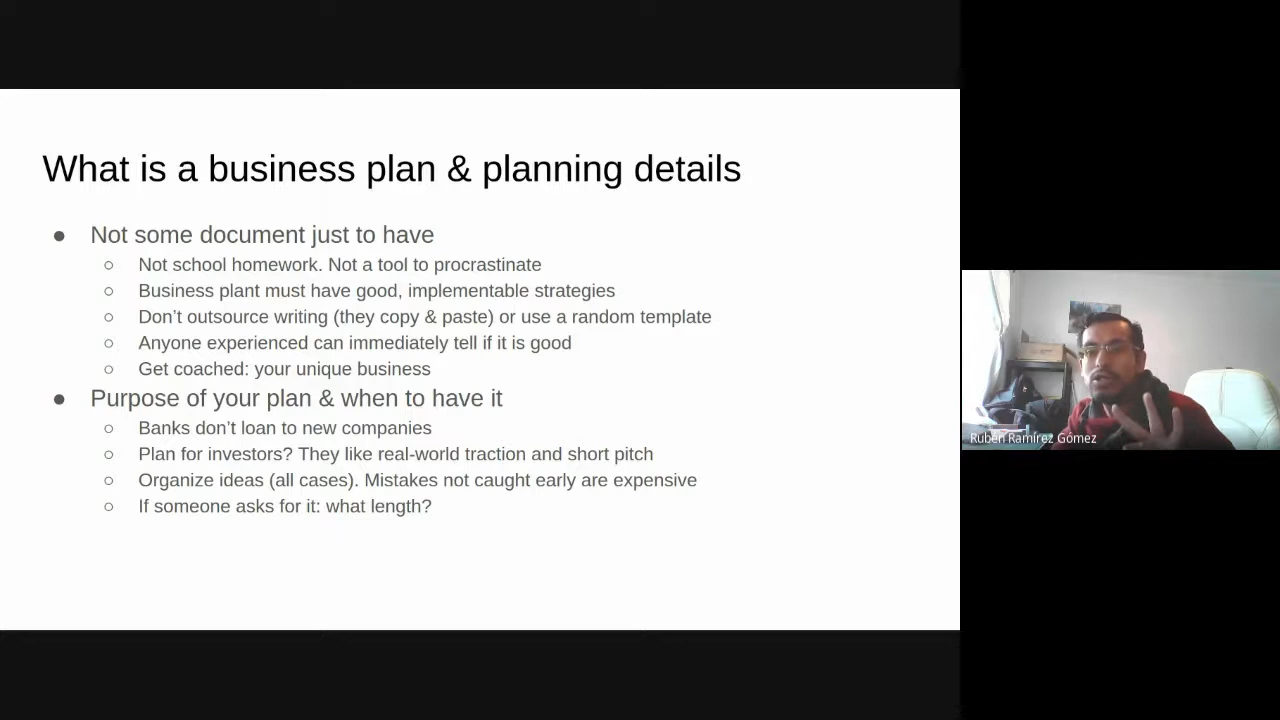 What is a business plan & planning details
● Not some document just to have
○ Not school homework. Not a tool to procrastinate
○ Business plant must have good, implementable strategies
○ Don’t outsource writing (they copy & paste) or use a random template
○ Anyone experienced can immediately tell if it is good
○ Get coached: your unique business
● Purpose of your plan & when to have it
○ Banks don’t loan to new companies
○ Plan for investors? They like real-world traction and short pitch
○ Organize ideas (all cases). Mistakes not caught early are expensive
○ If someone asks for it: what length?
Rubén Ramírez Gómez